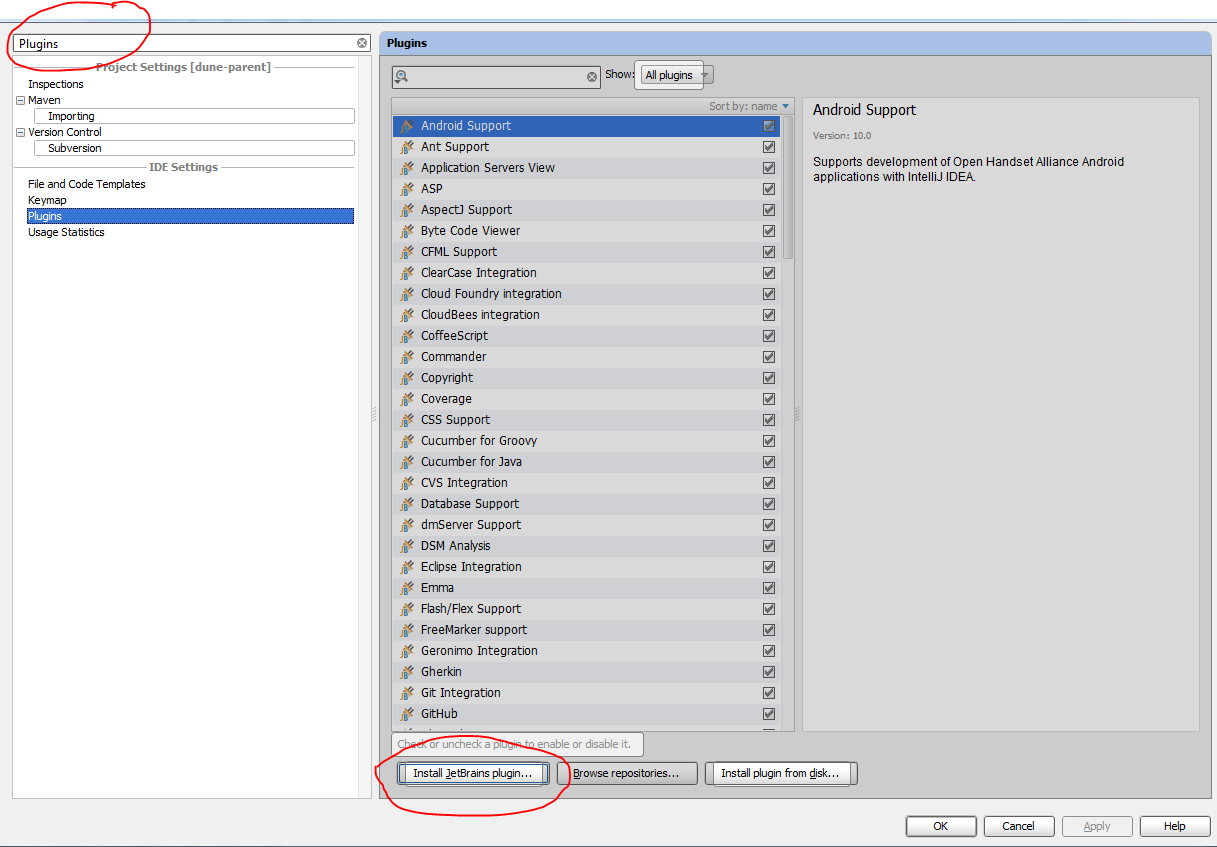 Plugins
Project Settings [dune-parent]
Inspections
Maven
Importing
Version Control
Subversion
IDE Settings
File and Code Templates
Keymap
Plugins
Usage Statistics
Plugins
Show: All plugins
Sort by: name
Android Support
Ant Support
Application Servers View
ASP
AspectJ Support
Byte Code Viewer
CFML Support
ClearCase Integration
Cloud Foundry integration
CloudBees integration
CoffeeScript
Commander
Copyright
Coverage
CSS Support
Cucumber for Groovy
Cucumber for Java
CVS Integration
Database Support
dmServer Support
DSM Analysis
Eclipse Integration
Emma
Flash/Flex Support
FreeMarker support
Geronimo Integration
Gherkin
Git Integration
GitHub
Check or uncheck a plugin to enable or disable it.
Install JetBrains plugin...
Browse repositories...
Install plugin from disk...
Android Support
Version: 10.0
Supports development of Open Handset Alliance Android
applications with IntelliJ IDEA.
OK
Cancel
Apply
Help